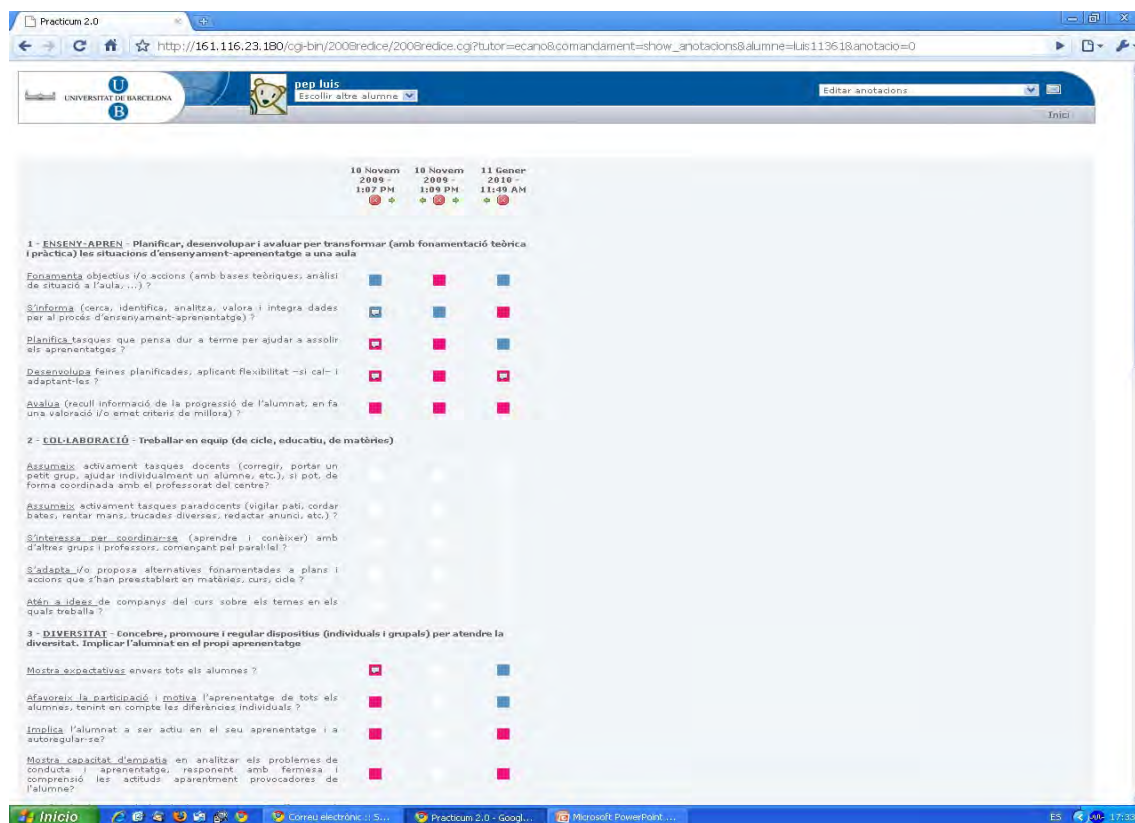 Practicum 2.0
http://161.116.23.180/cgi-bin/2008redice/2008redice.cgi?tutor=ecano&comandament=show_anotacions&alumne=luis11361&anotacio=0
U
UNIVERSITAT DE BARCELONA
B
pep luis
Escollir altre alumne
Editar anotacions
Inici
10 Novem 10 Novem 11 Gener
2009 - 2009 - 2010 -
1:07 PM 1:09 PM 11:49 AM
1 - ENSENY-APREN - Planificar, desenvolupar i avaluar per transformar (amb fonamentació teòrica
i pràctica) les situacions d'ensenyament-aprenentatge a una aula
Fonamenta objectius i/o accions (amb bases teòriques, anàlisi
de situació a l'aula, ...) ?
S'informa (cerca, identifica, analitza, valora i integra dades
per al procés d'ensenyament-aprenentatge) ?
Planifica tasques que pensa dur a terme per ajudar a assolir
els aprenentatges ?
Desenvolupa feines planificades, aplicant flexibilitat -si cal- i
adaptant-les ?
Avalua (recull informació de la progressió de l'alumnat, en fa
una valoració i/o emet criteris de millora) ?
2 - COL·LABORACIÓ - Treballar en equip (de cicle, educatiu, de matèries)
Assumeix activament tasques docents (corregir, portar un
petit grup, ajudar individualment un alumne, etc.), si pot, de
forma coordinada amb el professorat del centre?
Assumeix activament tasques paradocents (vigilar pati, cordar
bates, rentar mans, trucades diverses, redactar anunci, etc.) ?
S'interessa per coordinar-se (aprendre i conèixer) amb
d'altres grups i professors, començant pel paral·lel ?
S'adapta i/o proposa alternatives fonamentades a plans i
accions que s'han preestablert en matèries, curs, cicle ?
Atén a idees de companys del curs sobre els temes en els
quals treballa ?
3 - DIVERSITAT - Concebre, promoure i regular dispositius (individuals i grupals) per atendre la
diversitat. Implicar l'alumnat en el propi aprenentatge
Mostra expectatives envers tots els alumnes ?
Afavoreix la participació i motiva l'aprenentatge de tots els
alumnes, tenint en compte les diferències individuals ?
Implica l'alumnat a ser actiu en el seu aprenentatge i a
autoregular-se?
Mostra capacitat d'empatia en analitzar els problemes de
conducta i aprenentatge, responent amb fermesa i
comprensió les actituds aparentment provocadores de
l'alumne?
Inicio
Correu electrònic :: S...
Practicum 2.0 - Googl...
Microsoft PowerPoint ...
ES
17:33